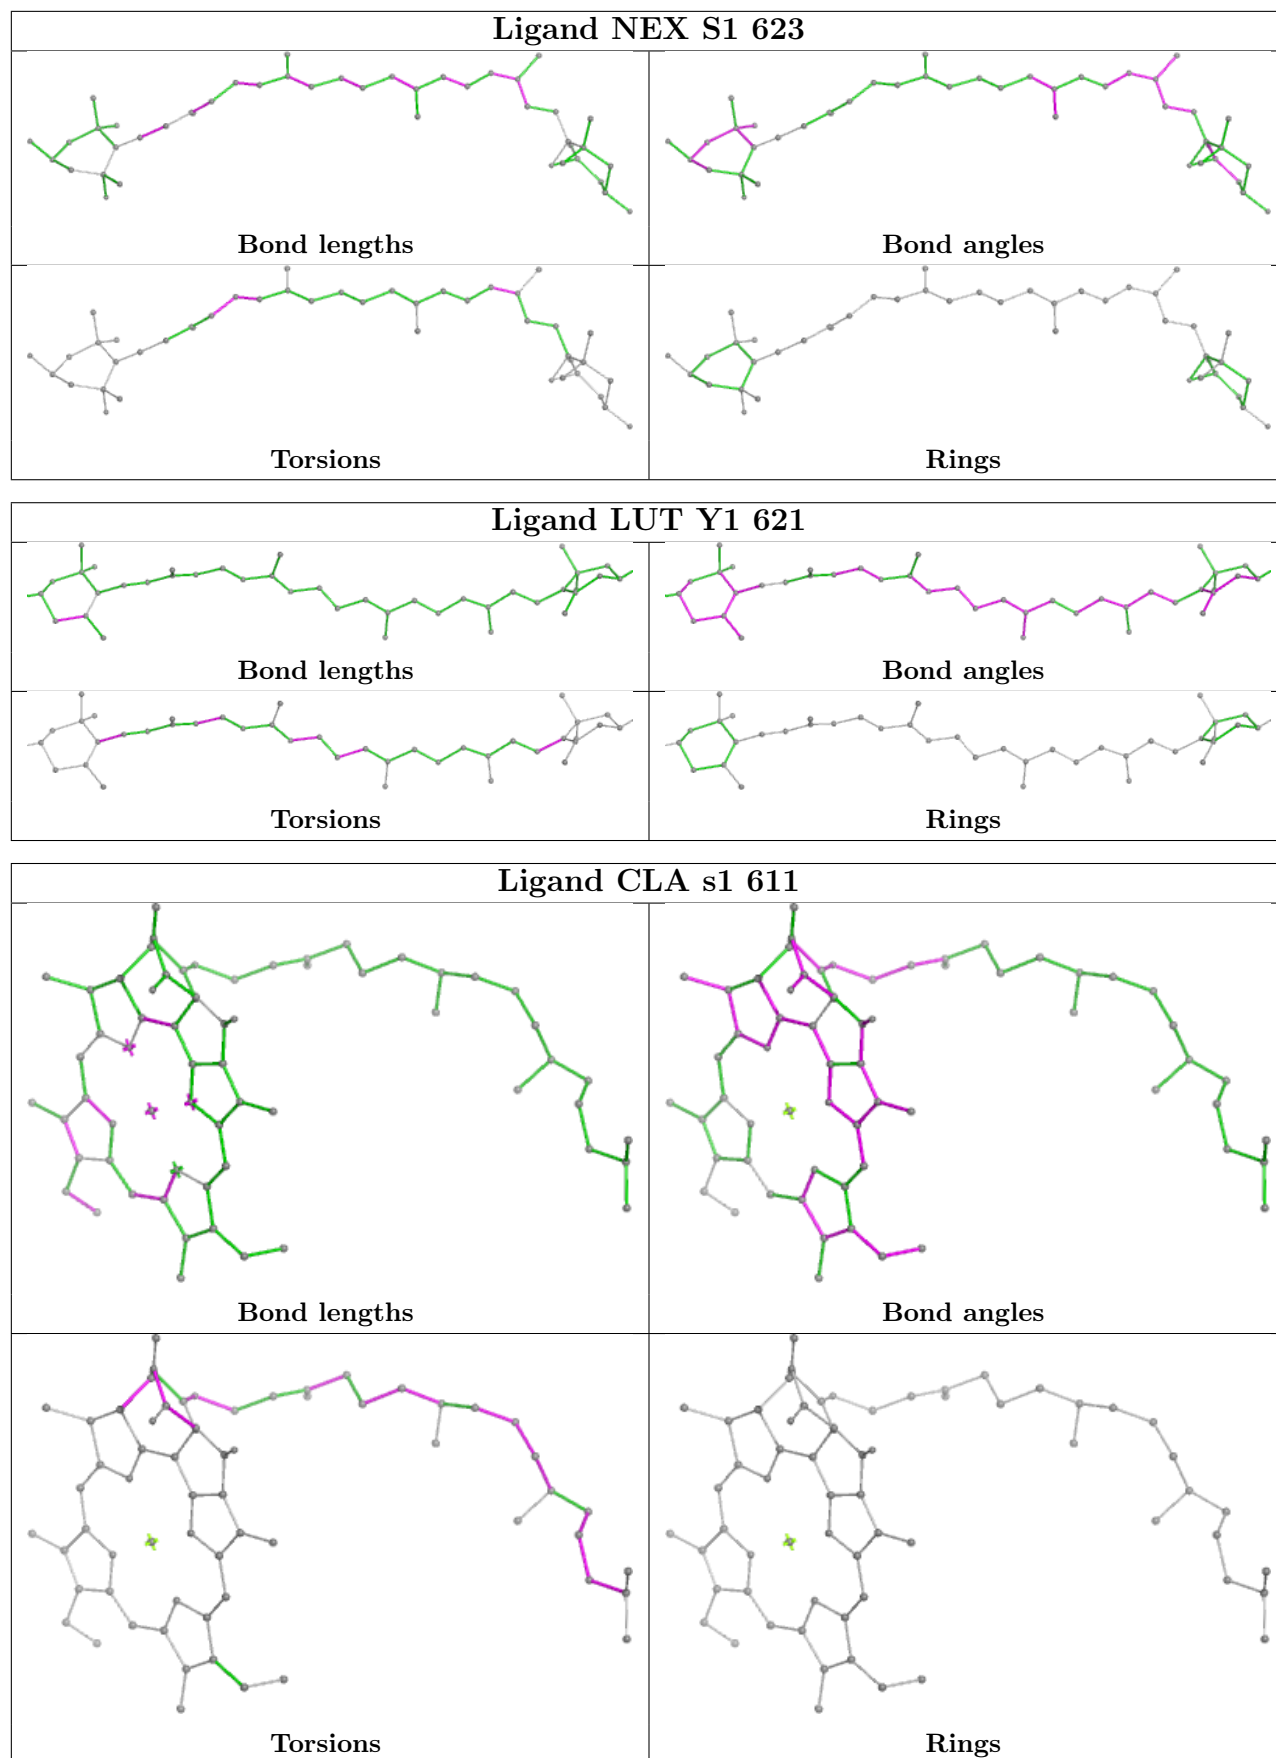 Ligand NEX S1 623
Bond lengths
Bond angles
Torsions
Rings
Ligand LUT Y1 621
Bond lengths
Bond angles
Torsions
Rings
Ligand CLA s1 611
Bond lengths
Bond angles
Torsions
Rings